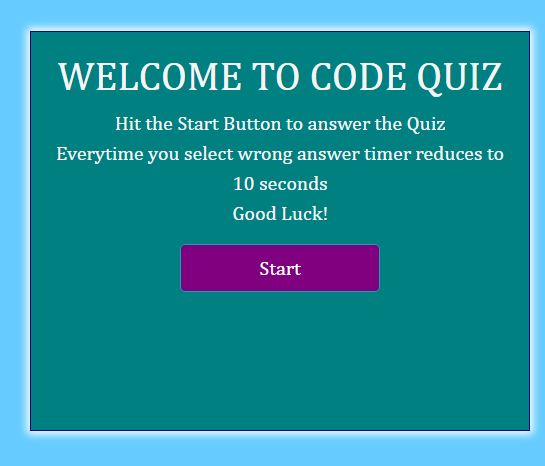 WELCOME TO CODE QUIZ
Hit the Start Button to answer the Quiz
Everytime you select wrong answer timer reduces to
10 seconds
Good Luck!
Start